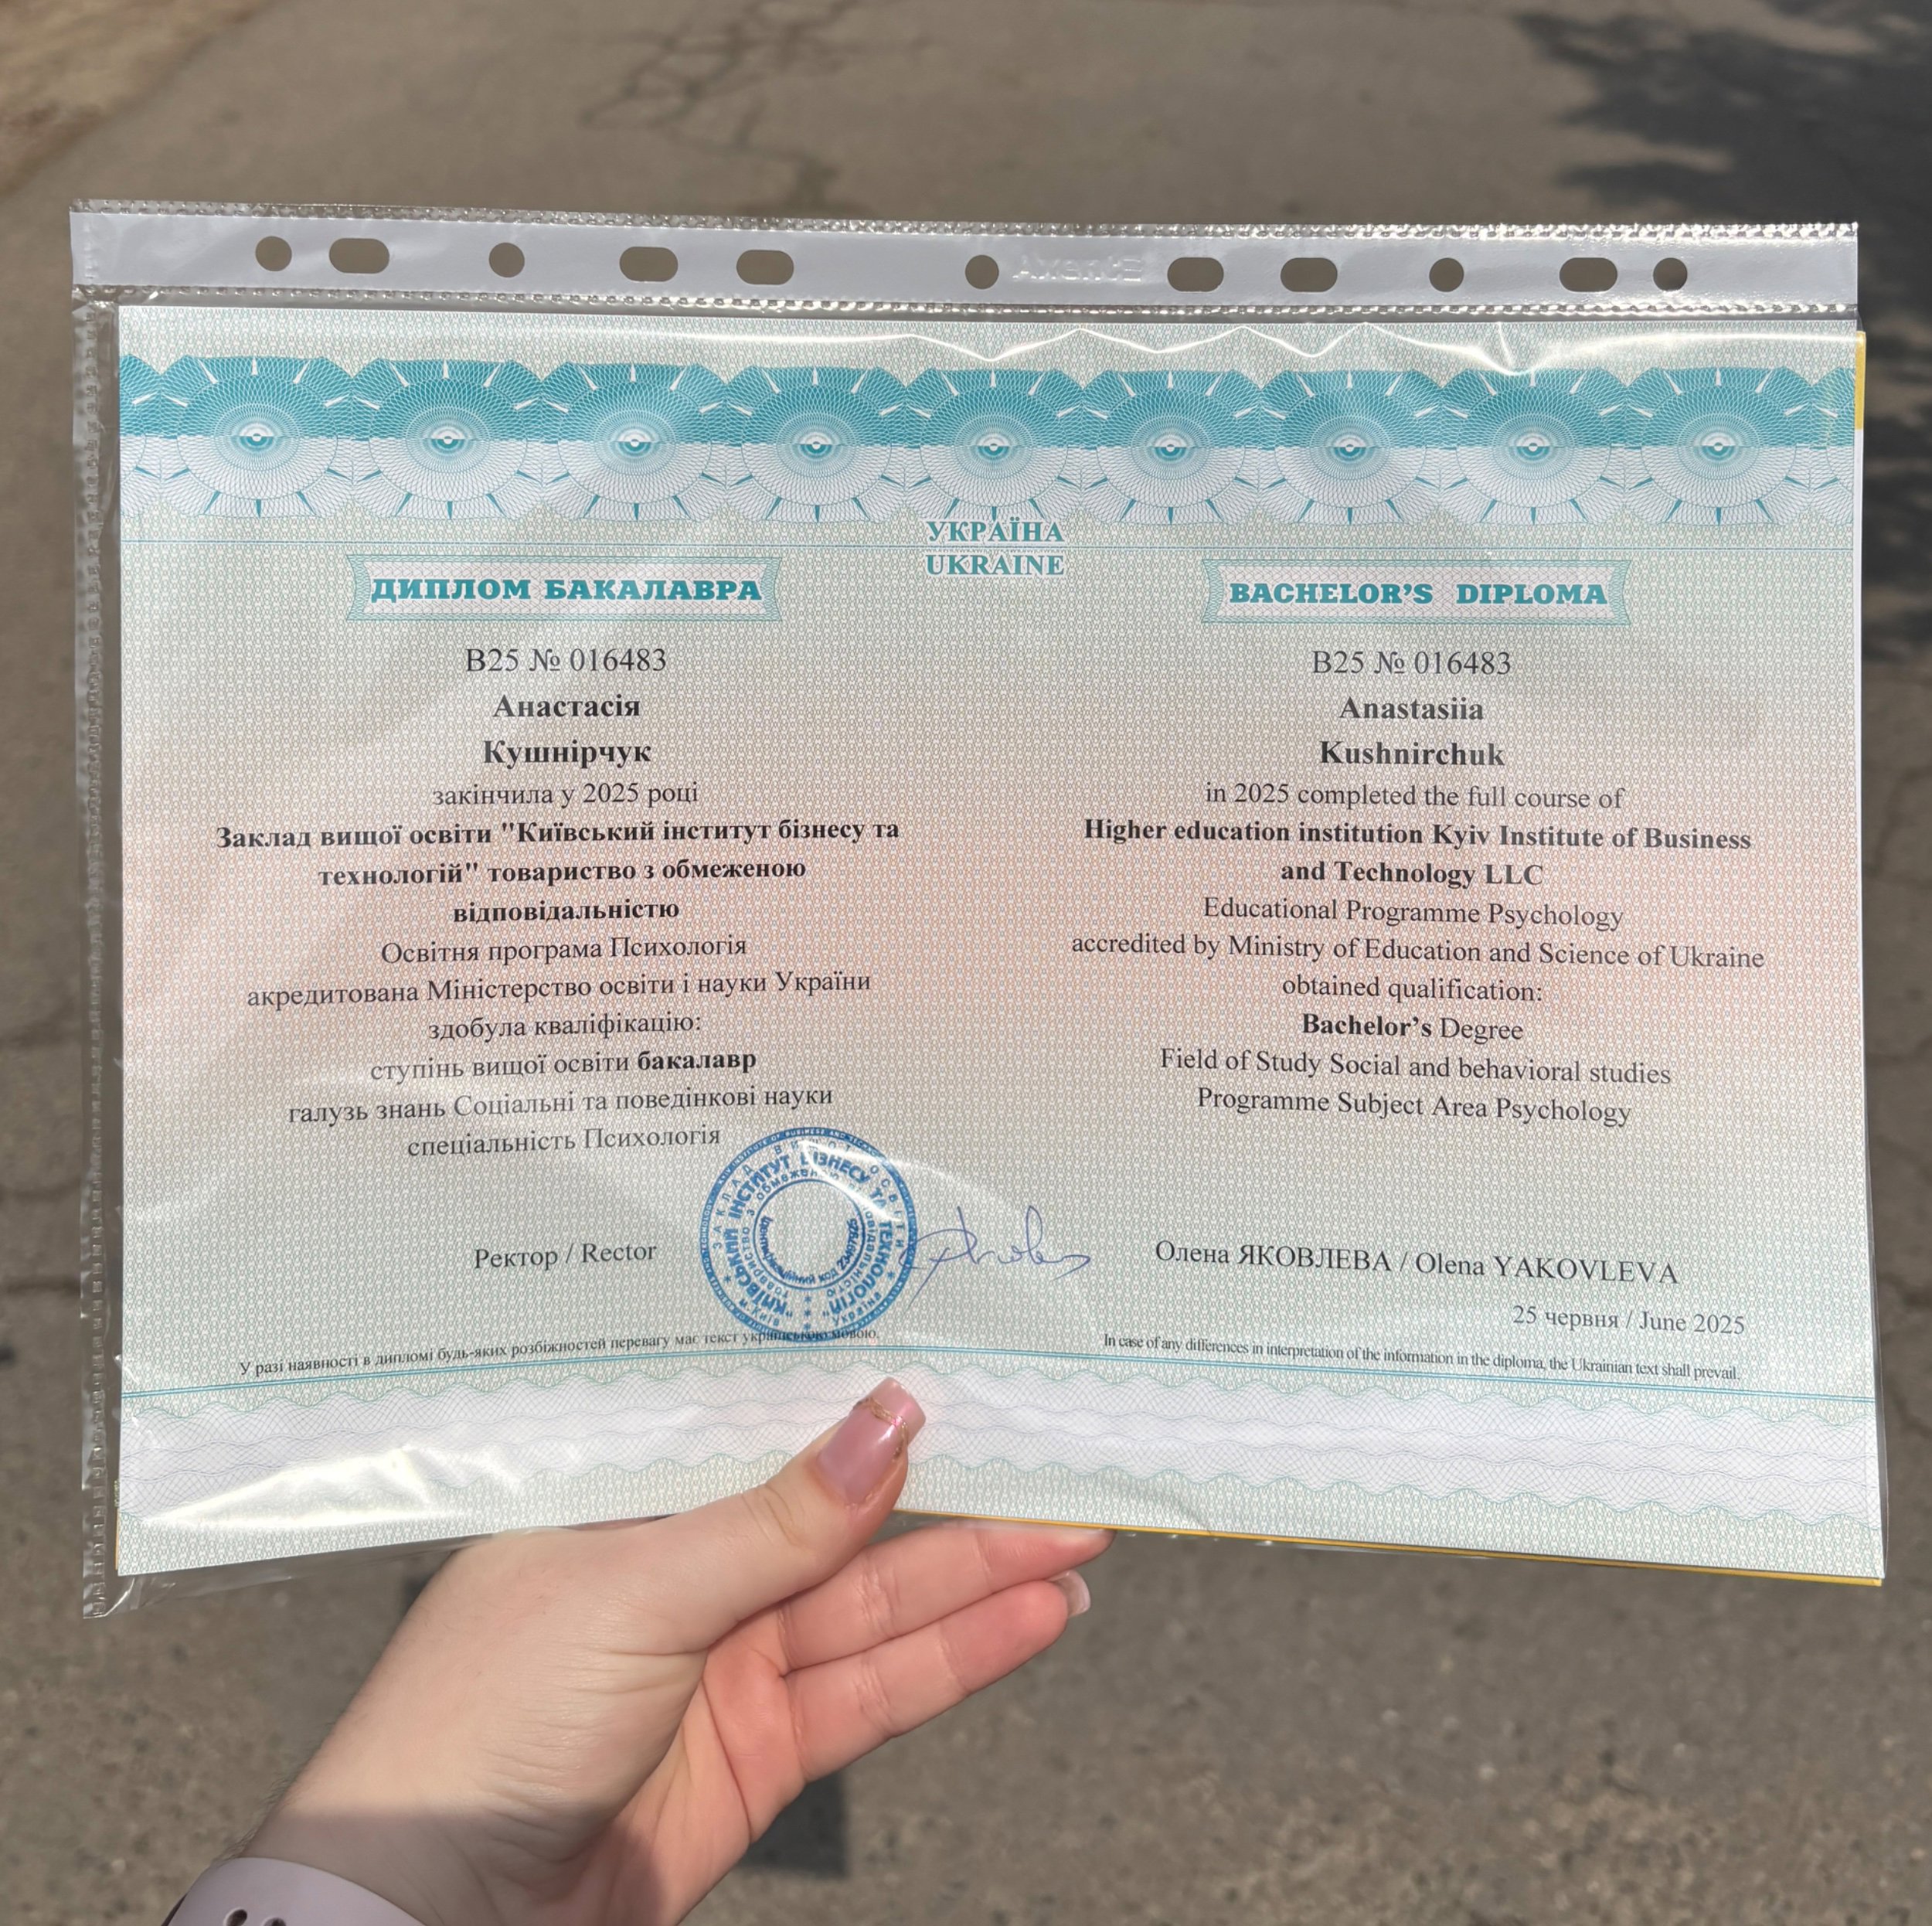 УКРАЇНА
UKRAINE
ДИПЛОМ БАКАЛАВРА
В25 № 016483
Анастасія
Кушнірчук
закінчила у 2025 році
Заклад вищої освіти "Київський інститут бізнесу та
технологій" товариство з обмеженою
відповідальністю
Освітня програма Психологія
акредитована Міністерство освіти і науки України
здобула кваліфікацію:
ступінь вищої освіти бакалавр
галузь знань Соціальні та поведінкові науки
спеціальність Психологія
BACHELOR'S DIPLOMA
B25 № 016483
Anastasiia
Kushnirchuk
in 2025 completed the full course of
Higher education institution Kyiv Institute of Business
and Technology LLC
Educational Programme Psychology
accredited by Ministry of Education and Science of Ukraine
obtained qualification:
Bachelor's Degree
Field of Study Social and behavioral studies
Programme Subject Area Psychology
Ректор / Rector
"КИЇВСЬКИЙ ІНСТИТУТ БІЗНЕСУ ТА ТЕХНОЛОГІЙ"
Олена ЯКОВЛЕВА / Olena YAKOVLEVA
25 червня / June 2025
У разі наявності в дипломі будь-яких розбіжностей перевагу має текст українською мовою.
In case of any differences in interpretation of the information in the diploma, the Ukrainian text shall prevail.